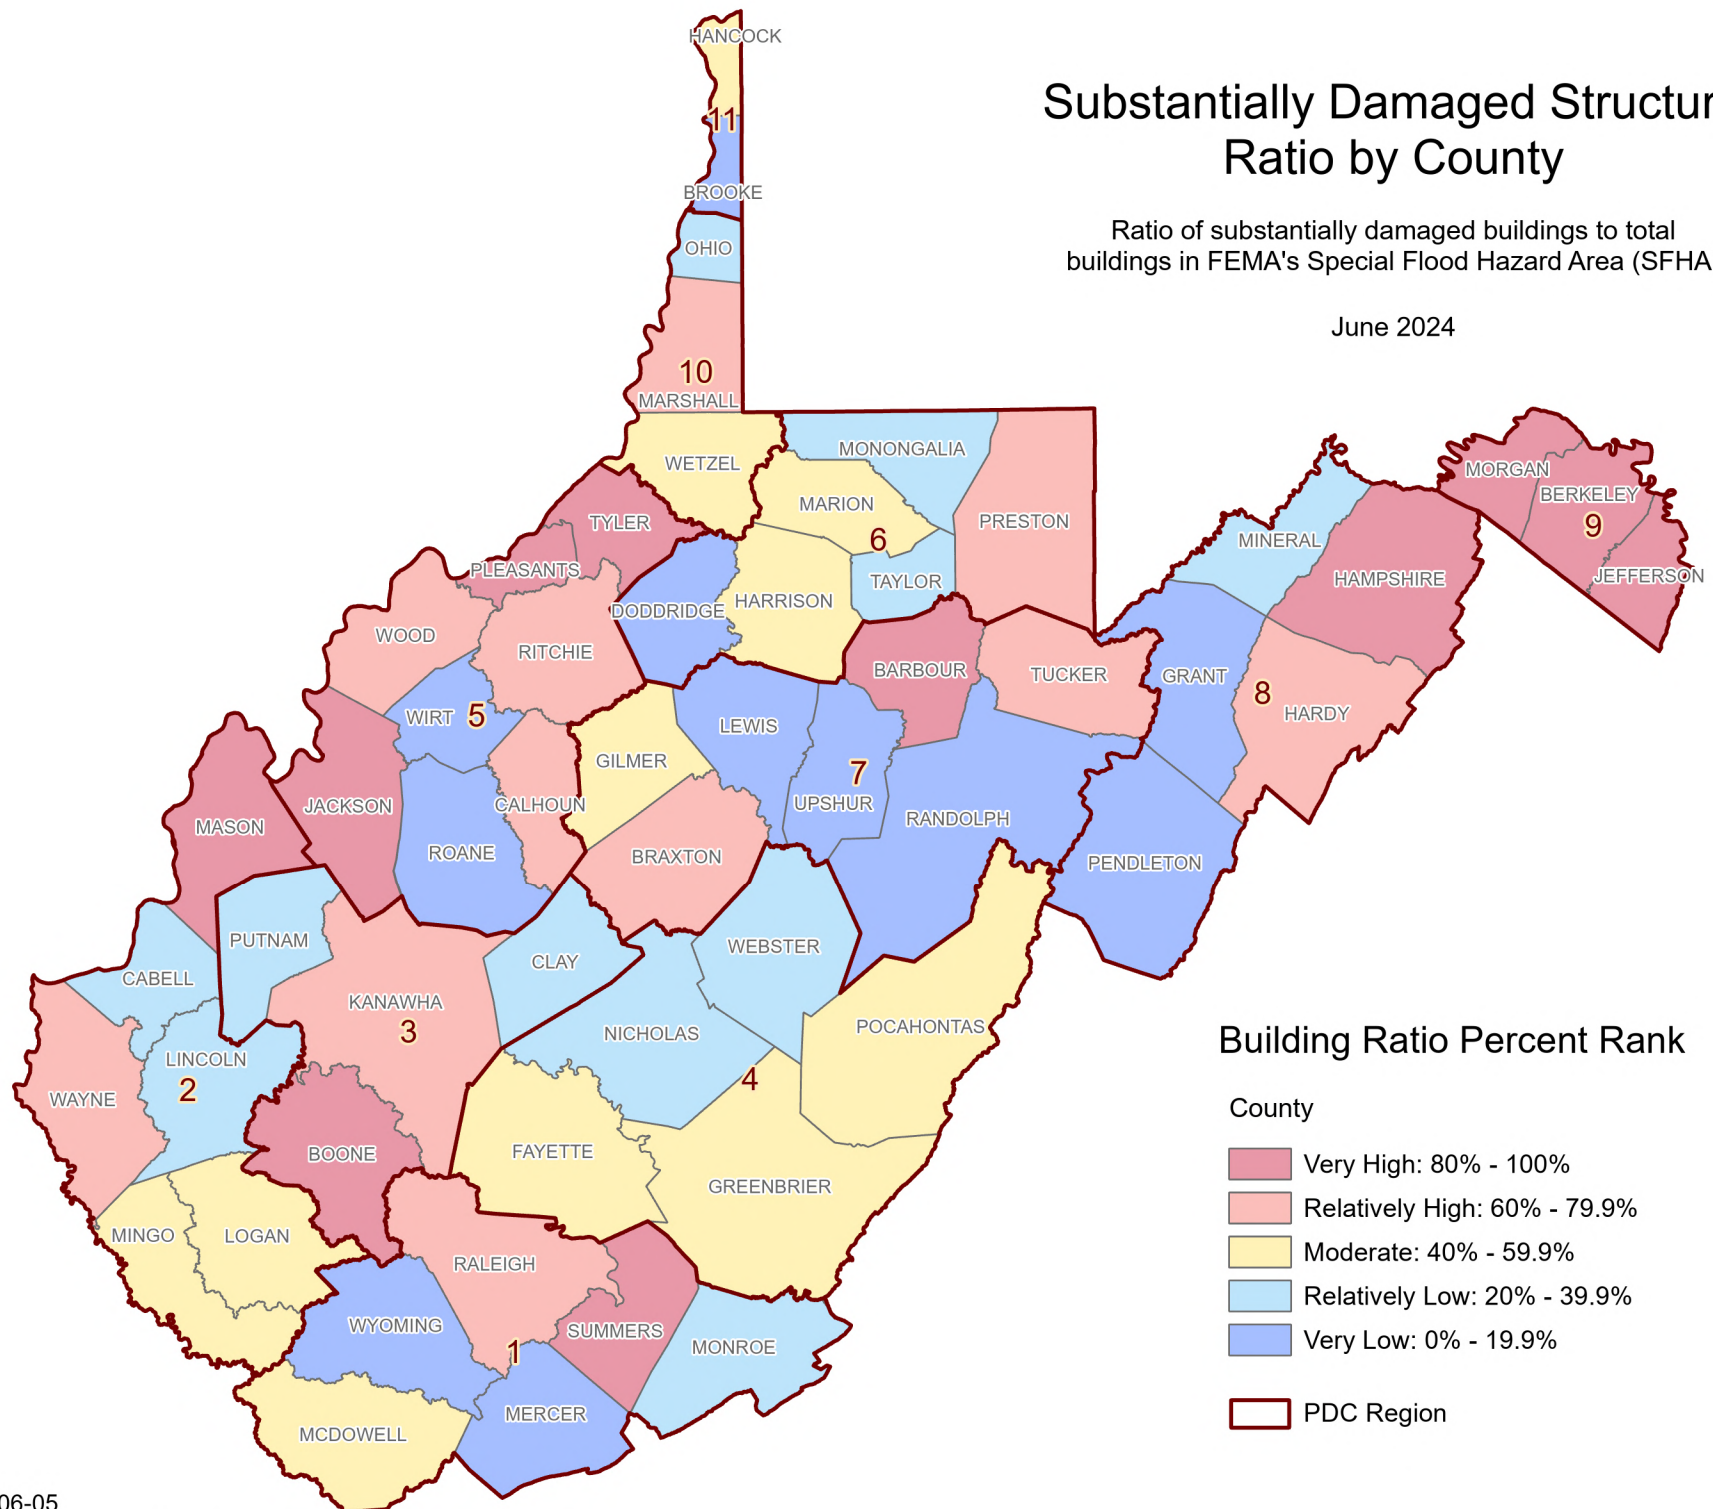 HANCOCK
11
BROOKE
OHIO
10
MARSHALL
Substantially Damaged Structur
Ratio by County
Ratio of substantially damaged buildings to total
buildings in FEMA's Special Flood Hazard Area (SFHA
June 2024
WETZEL
MONONGALIA
MARION
TYLER
PRESTON
6
MORGAN
BERKELEY
9
JEFFERSON
MINERAL
HAMPSHIRE
PLEASANTS
TAYLOR
HARRISON
DODDRIDGE
WOOD
RITCHIE
BARBOUR
TUCKER
GRANT
8
HARDY
WIRT
5
LEWIS
GILMER
7
UPSHUR
JACKSON
CALHOUN
RANDOLPH
MASON
ROANE
BRAXTON
PENDLETON
PUTNAM
WEBSTER
CLAY
CABELL
KANAWHA
3
NICHOLAS
POCAHONTAS
LINCOLN
2
4
WAYNE
BOONE
FAYETTE
GREENBRIER
MINGO
LOGAN
RALEIGH
WYOMING
SUMMERS
1
MONROE
MERCER
MCDOWELL
Building Ratio Percent Rank
County
Very High: 80% - 100%
Relatively High: 60% - 79.9%
Moderate: 40% - 59.9%
Relatively Low: 20% - 39.9%
Very Low: 0% - 19.9%
PDC Region
06-05